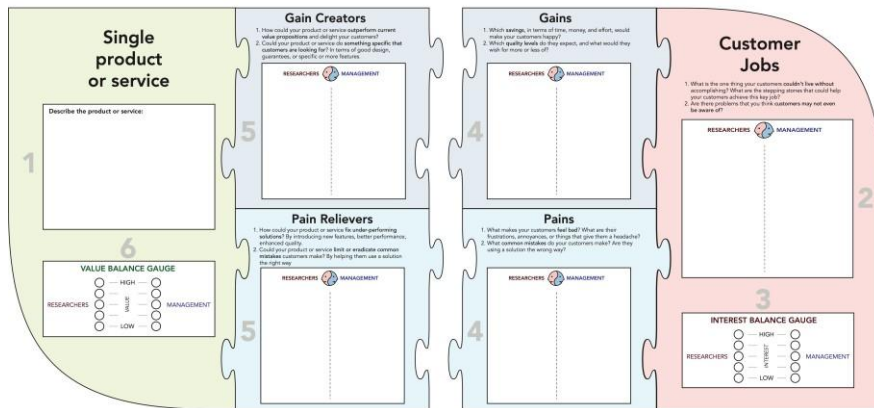 Single
product
or service
Describe the product or service:
1
6
VALUE BALANCE GAUGE
HIGH
RESEARCHERS
VALUE
MANAGEMENT
LOW
Gain Creators
1. How could your product or service outperform current
value propositions and delight your customers?
2. Could your product or service do something specific that
customers are looking for? In terms of good design,
guarantees, or specific or more features.
RESEARCHERS MANAGEMENT
5
Pain Relievers
1. How could your product or service fix under-performing
solutions? By introducing new features, better performance,
enhanced quality.
2. Could your product or service limit or eradicate common
mistakes customers make? By helping them use a solution
the right way
RESEARCHERS MANAGEMENT
5
Gains
1. Which savings, in terms of time, money, and effort, would
make your customers happy?
2. Which quality levels do they expect, and what would they
wish for more or less of?
RESEARCHERS MANAGEMENT
4
Pains
1. What makes your customers feel bad? What are their
frustrations, annoyances, or things that give them a headache?
2. What common mistakes do your customers make? Are they
using a solution the wrong way?
RESEARCHERS MANAGEMENT
4
Customer
Jobs
1. What is the one thing your customers couldn't live without
accomplishing? What are the stepping stones that could help
your customers achieve this key job?
2. Are there problems that you think customers may not even
be aware of?
RESEARCHERS MANAGEMENT
2
3
INTEREST BALANCE GAUGE
HIGH
RESEARCHERS
INTEREST
MANAGEMENT
LOW